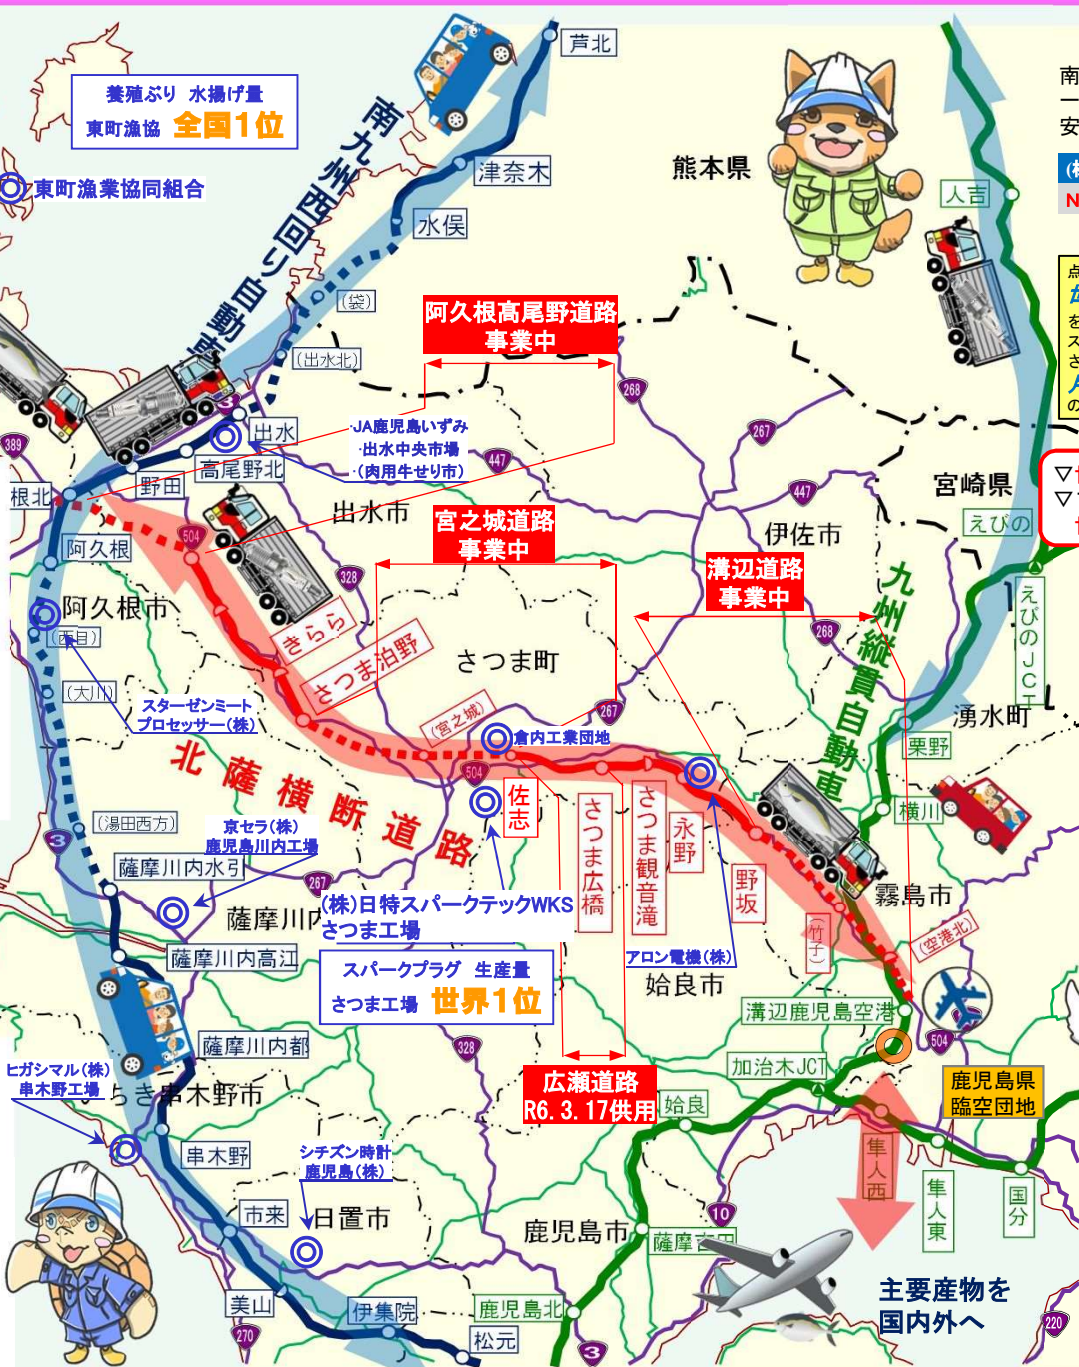 芦北
養殖ぶり 水揚げ量
東町漁協 全国1位
東町漁業協同組合
南九州西回り自動車
津奈木
水俣
熊本県
人吉
南
一
安
(株
N
(袋)
(出水北)
阿久根高尾野道路
事業中
268
267
389
3
出水
高尾野北
野田
JA鹿児島いずみ
・出水中央市場
(肉用牛せり市)
447
447
点
を
ス
さ
の
宮崎県
えびの
根北
阿久根
504
出水市
宮之城道路
事業中
伊佐市
溝辺道路
事業中
九州縦貫自動車
えびのJCT
328
268
阿久根市
(西目)
(大川)
きらら
さつま泊野
さつま町
(宮之城)
267
倉内工業団地
湧水町
栗野
横川
スターゼンミート
プロセッサー(株)
北薩横断道路
504
佐志
さつま広橋
さつま観音滝
永野
野坂
(竹子)
霧島市
(空港北)
(湯田西方)
3
京セラ(株)
鹿児島川内工場
薩摩川内水引
267
薩摩川内
(株)日特スパークテックWKS
さつま工場
スパークプラグ 生産量
さつま工場 世界1位
アロン電機(株)
姶良市
薩摩川内高江
溝辺鹿児島空港
504
薩摩川内都
328
加治木JCT
鹿児島県
臨空団地
ヒガシマル(株)
串木野工場
ちき串木野市
広瀬道路
R6.3.17供用
姶良
串木野
シチズン時計
鹿児島(株)
隼人西
隼人東
国分
市来
日置市
鹿児島市
10
薩摩吉田
美山
伊集院
鹿児島北
主要産物を
国内外へ
270
松元
3
220